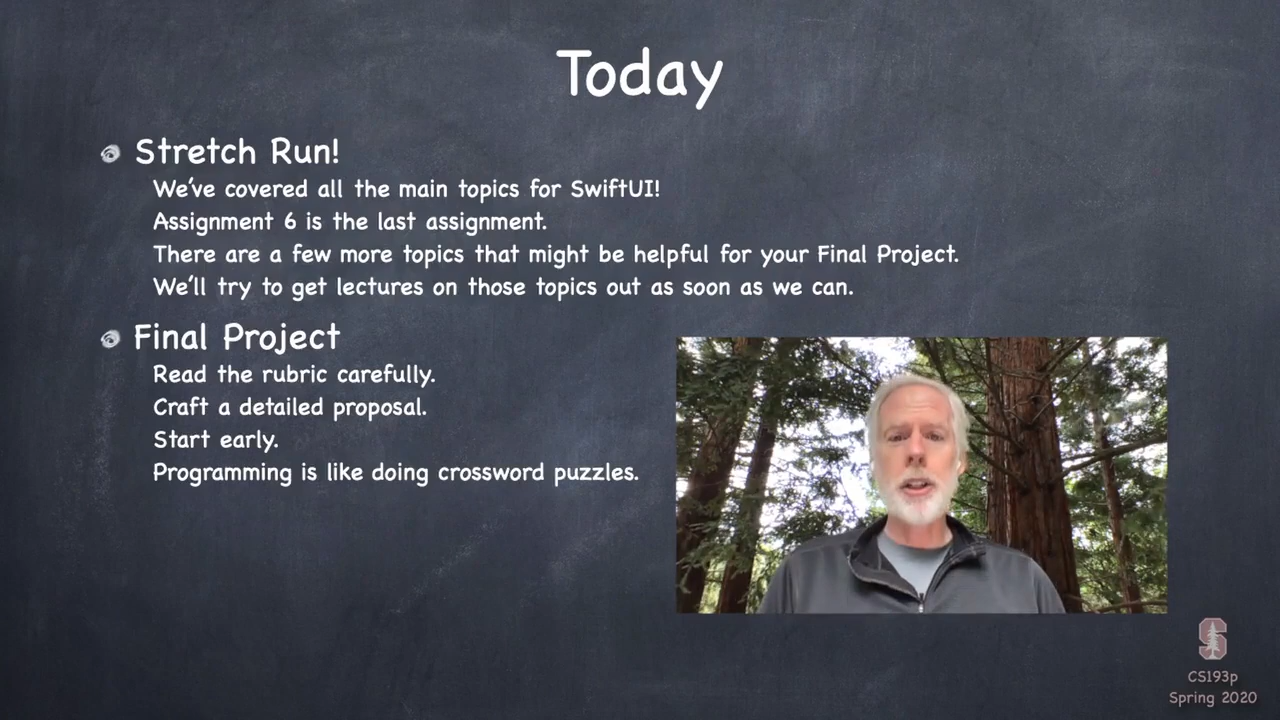 Today
Stretch Run!
We've covered all the main topics for SwiftUI!
Assignment 6 is the last assignment.
There are a few more topics that might be helpful for your Final Project.
We'll try to get lectures on those topics out as soon as we can.
Final Project
Read the rubric carefully.
Craft a detailed proposal.
Start early.
Programming is like doing crossword puzzles.
S
CS193p
Spring 2020